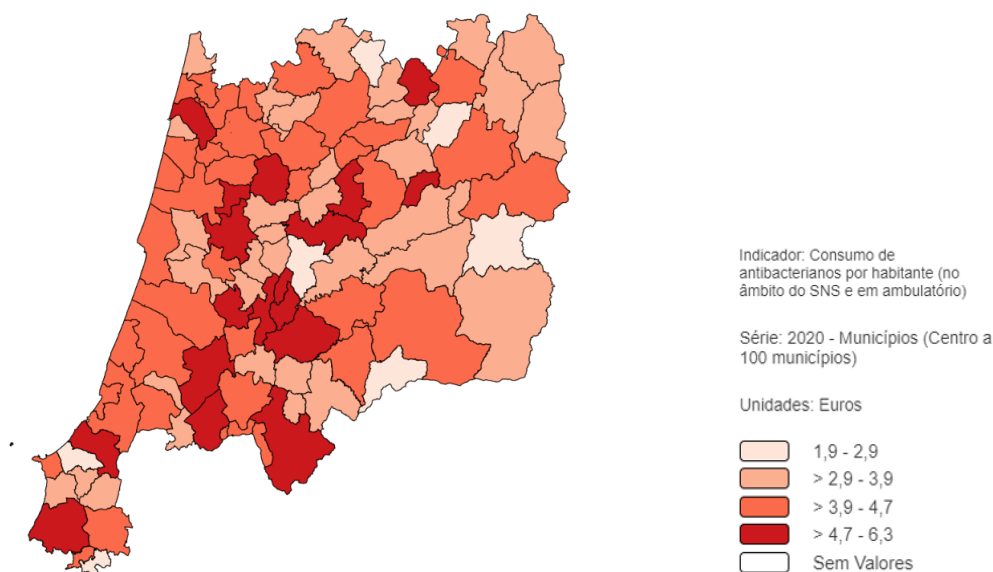 Indicador: Consumo de
antibacterianos por habitante (no
âmbito do SNS e em ambulatório)
Série: 2020 - Municípios (Centro a
100 municípios)
Unidades: Euros
1,9 - 2,9
> 2,9 - 3,9
> 3,9 - 4,7
> 4,7 - 6,3
Sem Valores